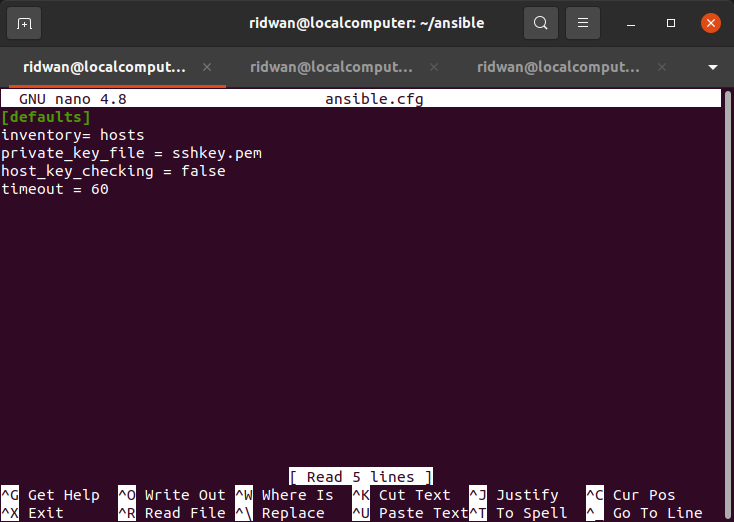 ridwan@localcomputer: ~/ansible
ridwan@localcomput... ridwan@localcomput... ridwan@localcomput...
GNU nano 4.8 ansible.cfg
[defaults]
inventory= hosts
private_key_file = sshkey.pem
host_key_checking = false
timeout = 60
[ Read 5 lines ]
^G Get Help ^O Write Out ^W Where Is ^K Cut Text ^J Justify ^C Cur Pos
^X Exit ^R Read File ^\ Replace ^U Paste Text^T To Spell ^_ Go To Line